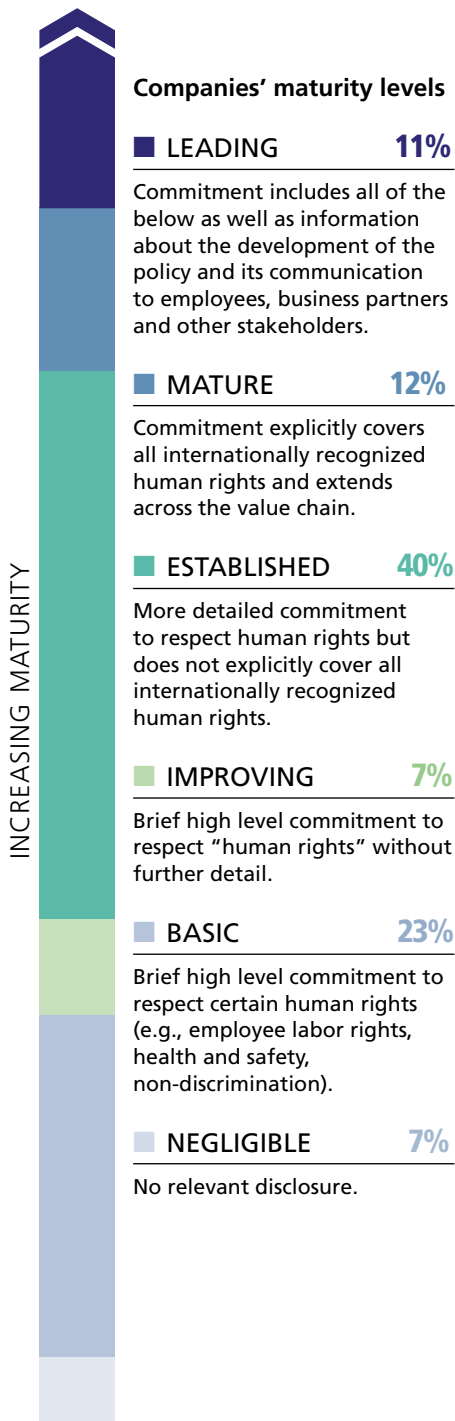 Companies’ maturity levels
LEADING 11%
Commitment includes all of the
below as well as information
about the development of the
policy and its communication
to employees, business partners
and other stakeholders.
MATURE 12%
Commitment explicitly covers
all internationally recognized
human rights and extends
across the value chain.
ESTABLISHED 40%
More detailed commitment
to respect human rights but
does not explicitly cover all
internationally recognized
human rights.
IMPROVING 7%
Brief high level commitment to
respect “human rights” without
further detail.
BASIC 23%
Brief high level commitment to
respect certain human rights
(e.g., employee labor rights,
health and safety,
non-discrimination).
NEGLIGIBLE 7%
No relevant disclosure.
INCREASING MATURITY